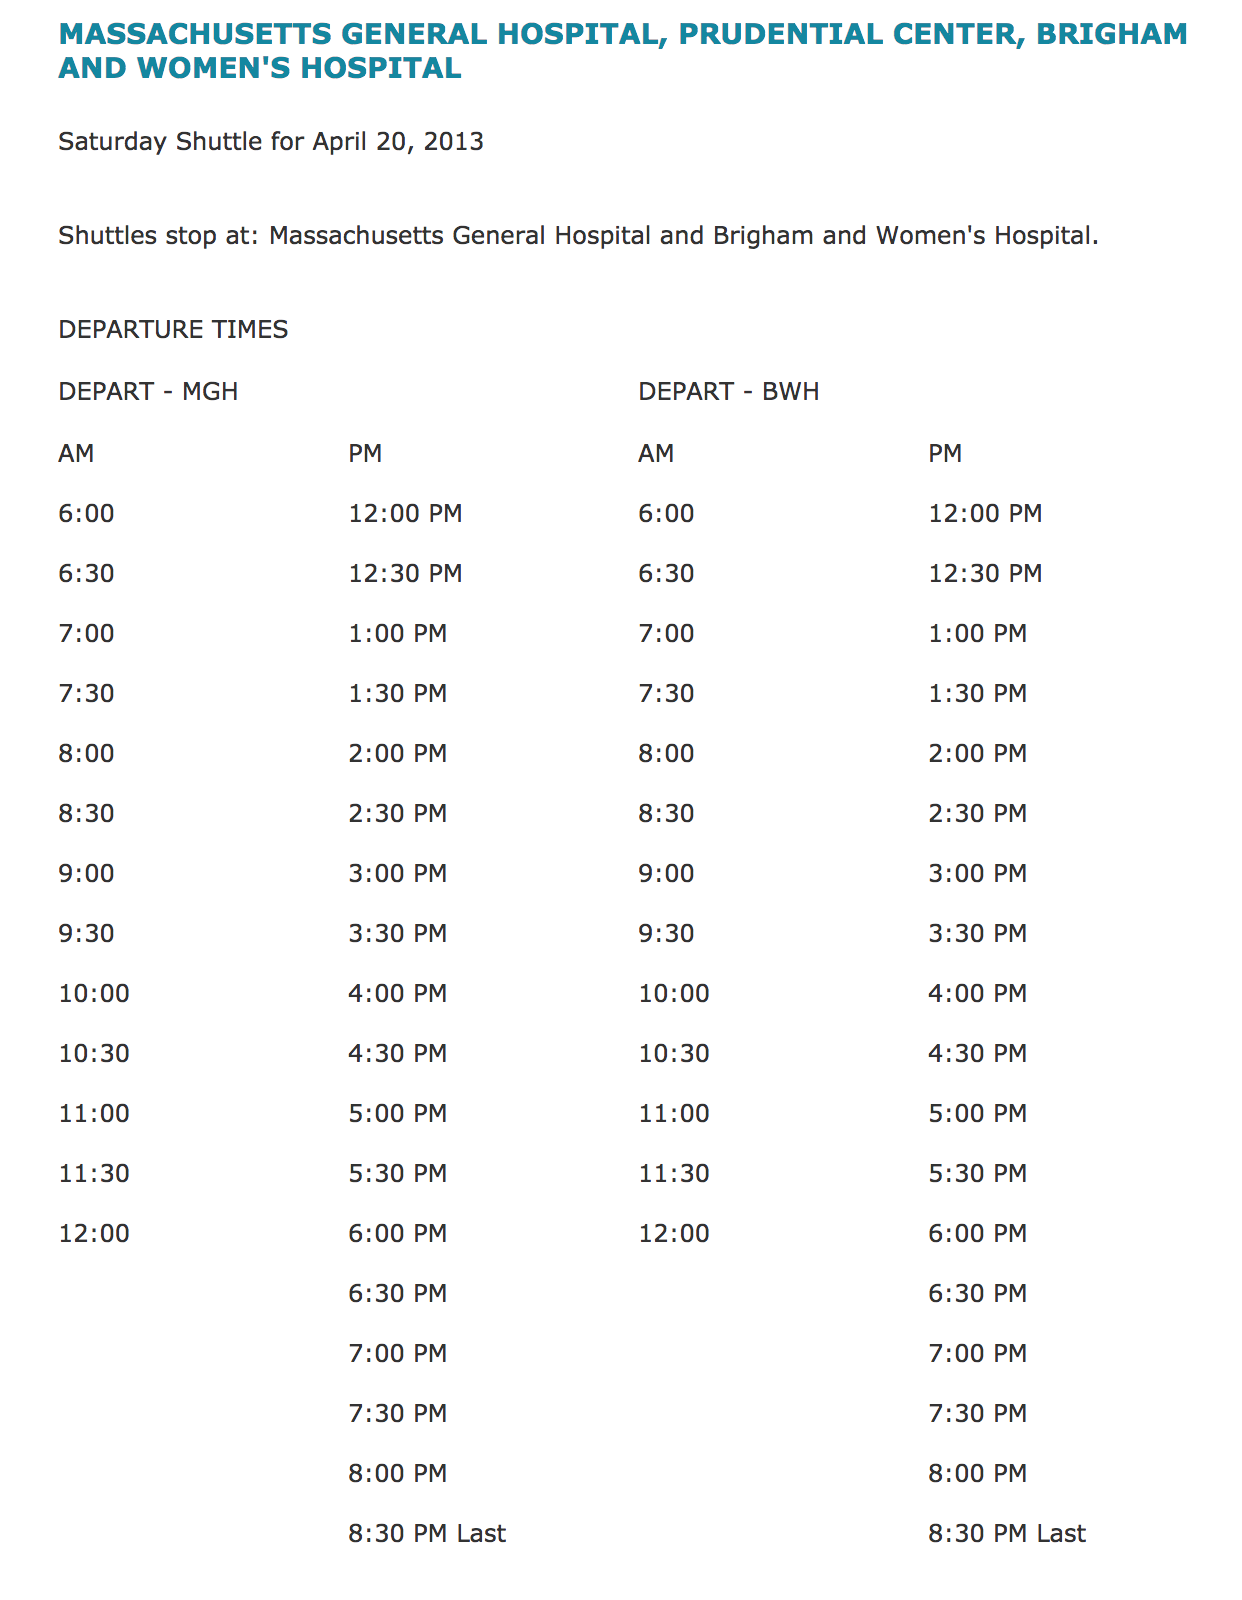 MASSACHUSETTS GENERAL HOSPITAL, PRUDENTIAL CENTER, BRIGHAM
AND WOMEN'S HOSPITAL
Saturday Shuttle for April 20, 2013
Shuttles stop at: Massachusetts General Hospital and Brigham and Women's Hospital.
DEPARTURE TIMES
DEPART - MGH DEPART - BWH
AM PM AM PM
6:00 12:00 PM 6:00 12:00 PM
6:30 12:30 PM 6:30 12:30 PM
7:00 1:00 PM 7:00 1:00 PM
7:30 1:30 PM 7:30 1:30 PM
8:00 2:00 PM 8:00 2:00 PM
8:30 2:30 PM 8:30 2:30 PM
9:00 3:00 PM 9:00 3:00 PM
9:30 3:30 PM 9:30 3:30 PM
10:00 4:00 PM 10:00 4:00 PM
10:30 4:30 PM 10:30 4:30 PM
11:00 5:00 PM 11:00 5:00 PM
11:30 5:30 PM 11:30 5:30 PM
12:00 6:00 PM 12:00 6:00 PM
6:30 PM 6:30 PM
7:00 PM 7:00 PM
7:30 PM 7:30 PM
8:00 PM 8:00 PM
8:30 PM Last 8:30 PM Last